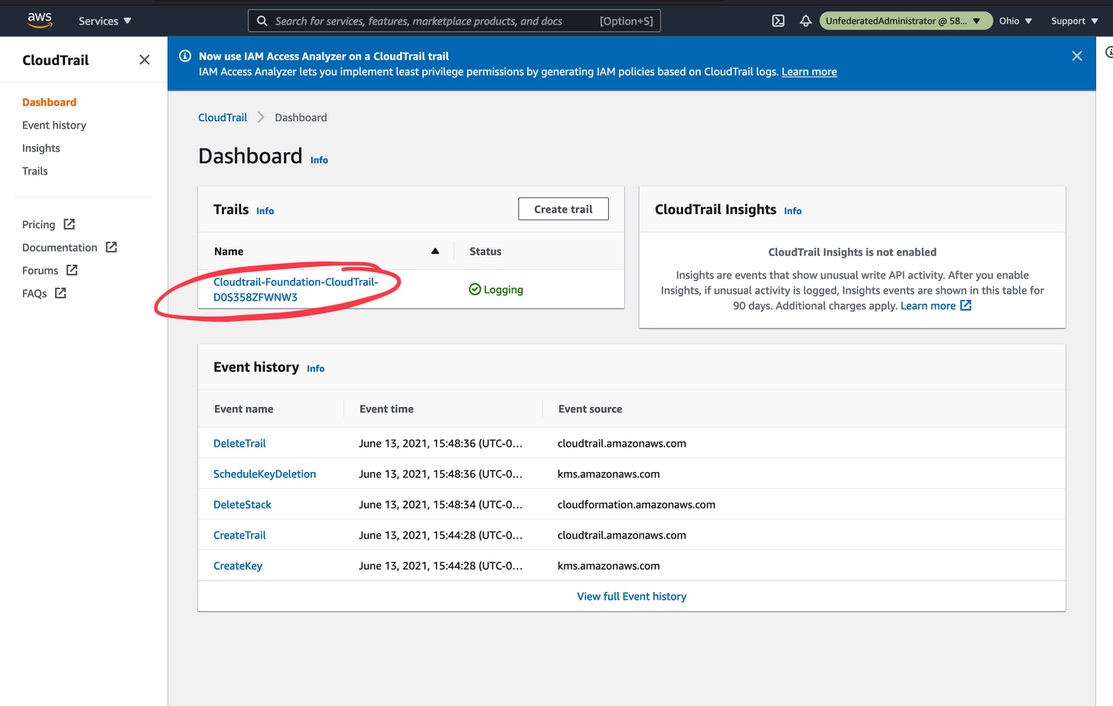 aws
Services ▼
Search for services, features, marketplace products, and docs [Option+S]
UnfederatedAdministrator @ 58... ▼
Ohio ▼
Support ▼
CloudTrail
Dashboard
Event history
Insights
Trails
Pricing
Documentation
Forums
FAQs
Now use IAM Access Analyzer on a CloudTrail trail
IAM Access Analyzer lets you implement least privilege permissions by generating IAM policies based on CloudTrail logs. Learn more
CloudTrail > Dashboard
Dashboard Info
Trails Info
Create trail
Name ▲ Status
Cloudtrail-Foundation-CloudTrail-
D0S358ZFWNW3
Logging
CloudTrail Insights Info
CloudTrail Insights is not enabled
Insights are events that show unusual write API activity. After you enable
Insights, if unusual activity is logged, Insights events are shown in this table for
90 days. Additional charges apply. Learn more
Event history Info
Event name Event time Event source
DeleteTrail June 13, 2021, 15:48:36 (UTC-0... cloudtrail.amazonaws.com
ScheduleKeyDeletion June 13, 2021, 15:48:36 (UTC-0... kms.amazonaws.com
DeleteStack June 13, 2021, 15:48:34 (UTC-0... cloudformation.amazonaws.com
CreateTrail June 13, 2021, 15:44:28 (UTC-0... cloudtrail.amazonaws.com
CreateKey June 13, 2021, 15:44:28 (UTC-0... kms.amazonaws.com
View full Event history